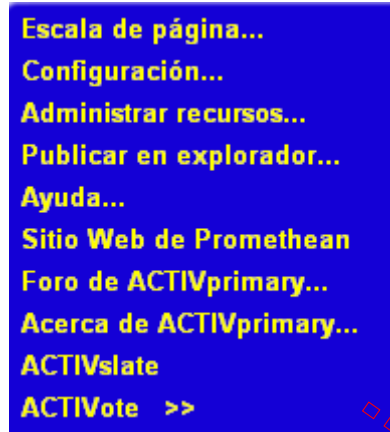 Escala de página...
Configuración...
Administrar recursos...
Publicar en explorador...
Ayuda...
Sitio Web de Promethean
Foro de ACTIVprimary...
Acerca de ACTIVprimary...
ACTIVslate
ACTIVote >>